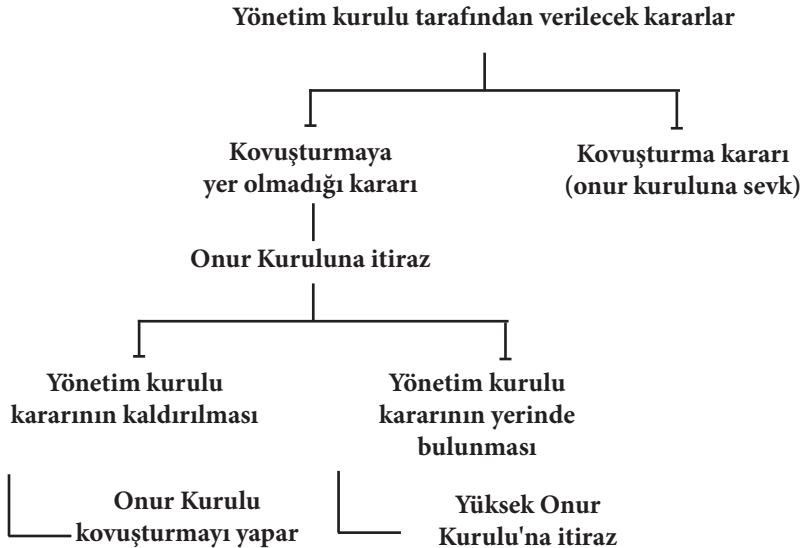 Yönetim kurulu tarafından verilecek kararlar
Kovuşturmaya
yer olmadığı kararı
Kovuşturma kararı
(onur kuruluna sevk)
Onur Kuruluna itiraz
Yönetim kurulu
kararının kaldırılması
Yönetim kurulu
kararının yerinde
bulunması
Onur Kurulu
kovuşturmayı yapar
Yüksek Onur
Kurulu'na itiraz